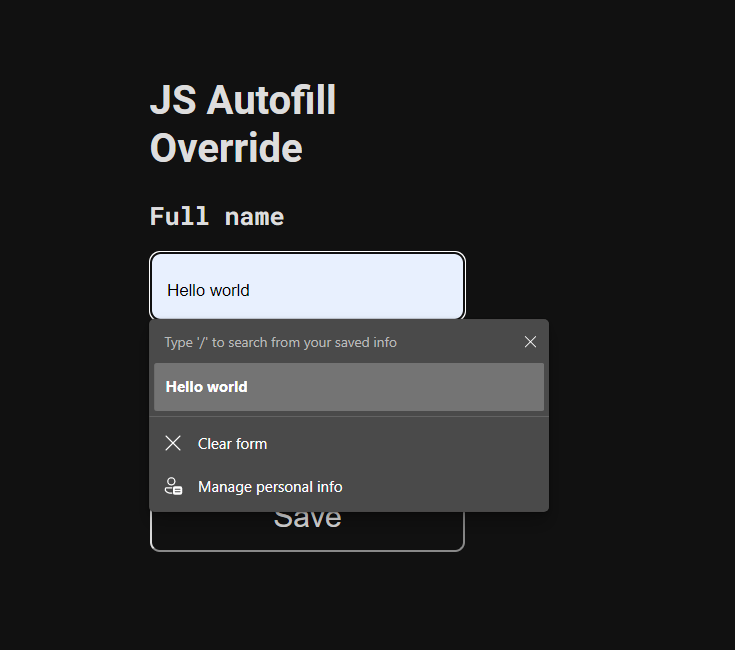 JS Autofill
Override
Full name
Hello world
Type '/' to search from your saved info
Hello world
Clear form
Manage personal info
Save